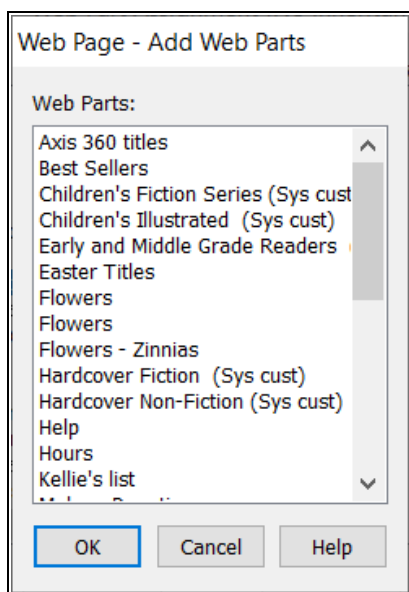 Web Page - Add Web Parts
Web Parts:
Axis 360 titles
Best Sellers
Children's Fiction Series (Sys cust
Children's Illustrated (Sys cust)
Early and Middle Grade Readers
Easter Titles
Flowers
Flowers
Flowers - Zinnias
Hardcover Fiction (Sys cust)
Hardcover Non-Fiction (Sys cust)
Help
Hours
Kellie's list
OK
Cancel
Help